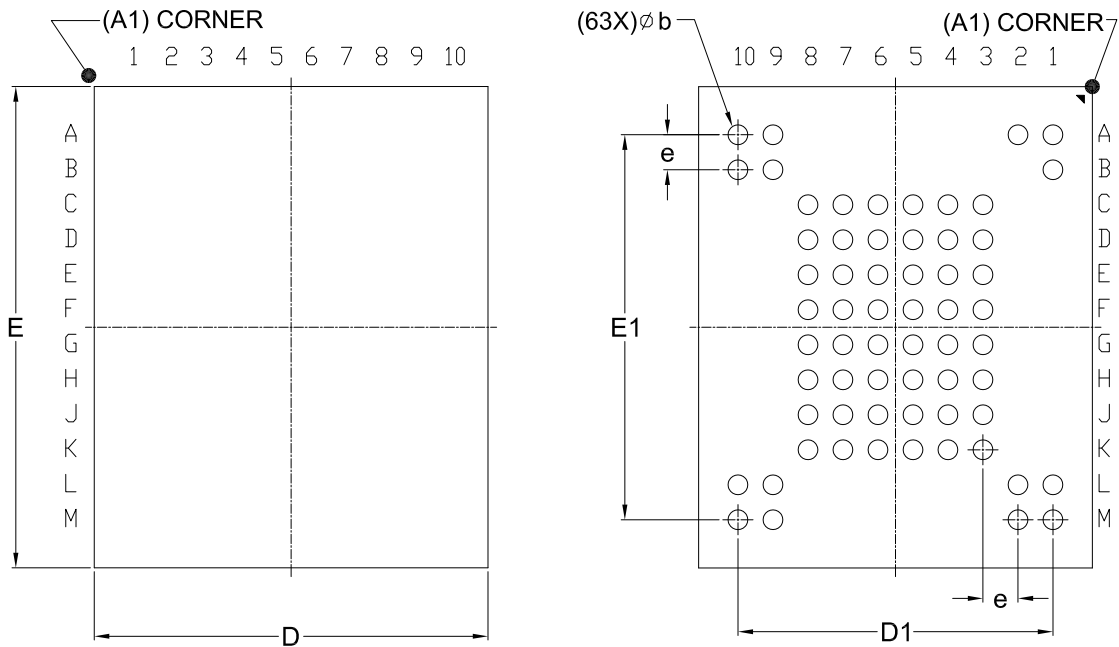 (A1) CORNER
1 2 3 4 5 6 7 8 9 10
A
B
C
D
E
F
G
H
J
K
L
M
E
D
(63X)⌀b
(A1) CORNER
10 9 8 7 6 5 4 3 2 1
e
E1
A
B
C
D
E
F
G
H
J
K
L
M
e
D1